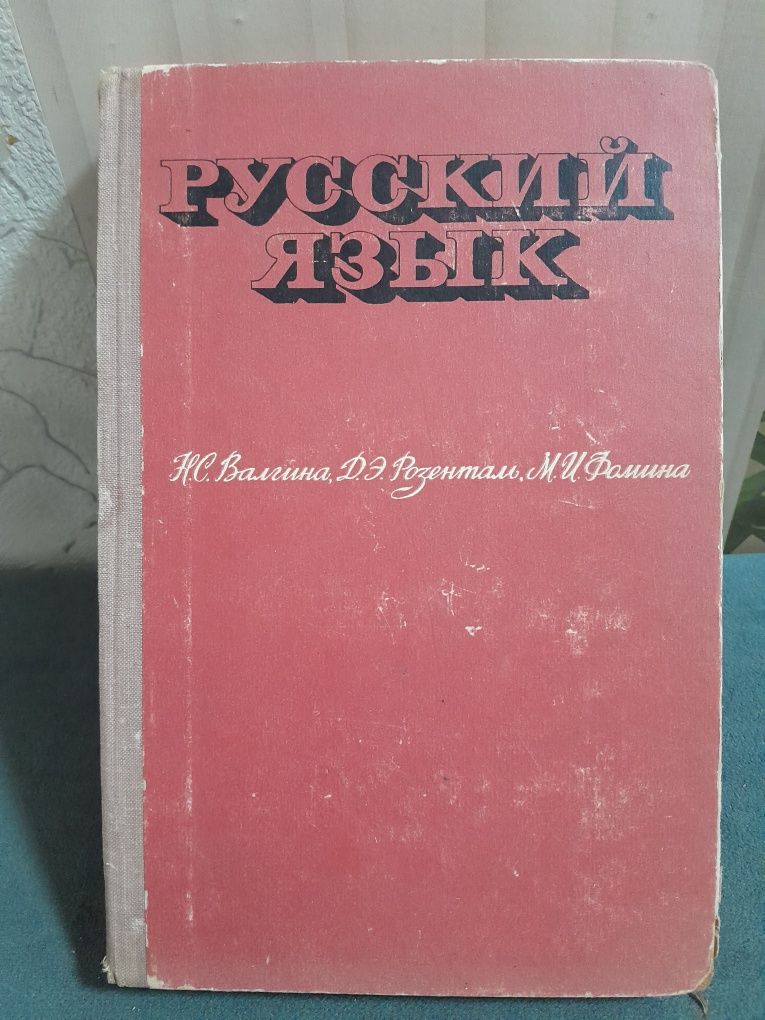 РУССКИЙ
ЯЗЫК
Н.С. Валгина, Д.Э. Розенталь, М.И. Фомина